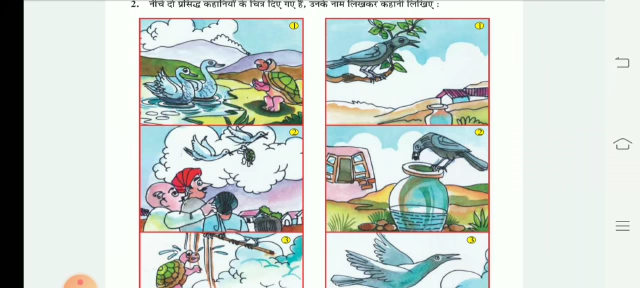 2. नीचे दो प्रसिद्ध कहानियों के चित्र दिए गए हैं, उनके नाम लिखकर कहानी लिखिए :
1 1
2 2
3 3